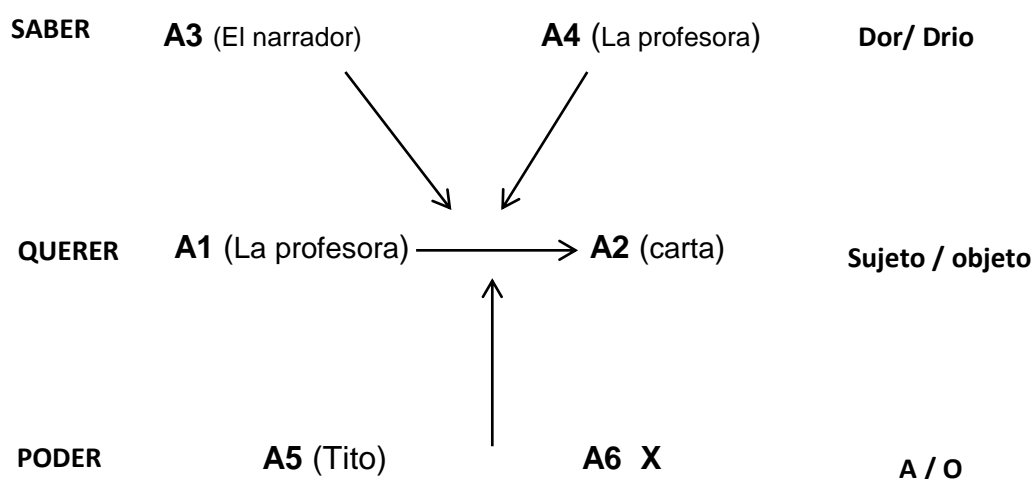 SABER A3 (El narrador) A4 (La profesora) Dor/ Drio
QUERER A1 (La profesora) A2 (carta) Sujeto / objeto
PODER A5 (Tito) A6 X A / O